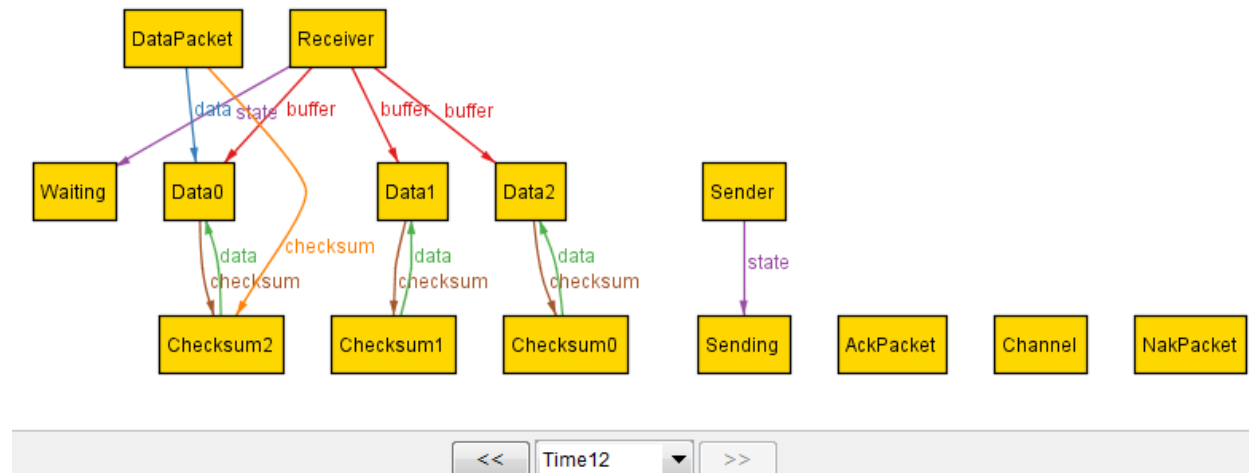 DataPacket Receiver
data state buffer buffer buffer
Waiting Data0 Data1 Data2 Sender
checksum
data data data state
checksum checksum checksum
Checksum2 Checksum1 Checksum0 Sending AckPacket Channel NakPacket
<< Time12 >>